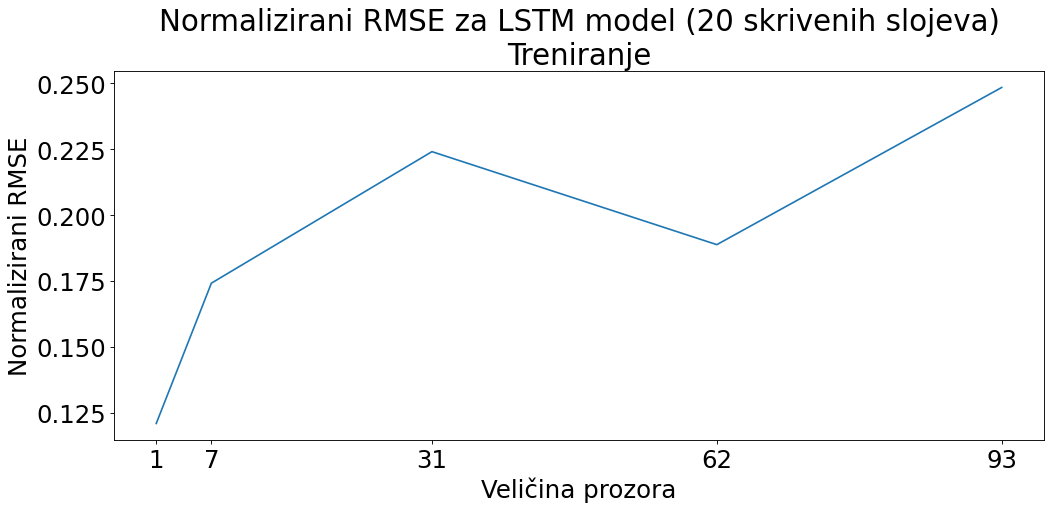 Normalizirani RMSE za LSTM model (20 skrivenih slojeva)
Treniranje
Normalizirani RMSE
0.250
0.225
0.200
0.175
0.150
0.125
1 7 31 62 93
Veličina prozora